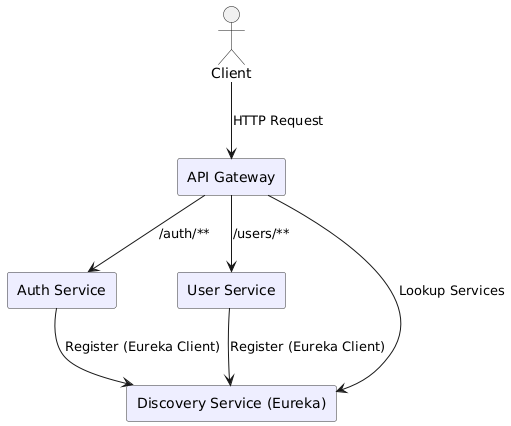 Client
HTTP Request
API Gateway
/auth/**
/users/**
Auth Service
User Service
Lookup Services
Register (Eureka Client)
Register (Eureka Client)
Discovery Service (Eureka)